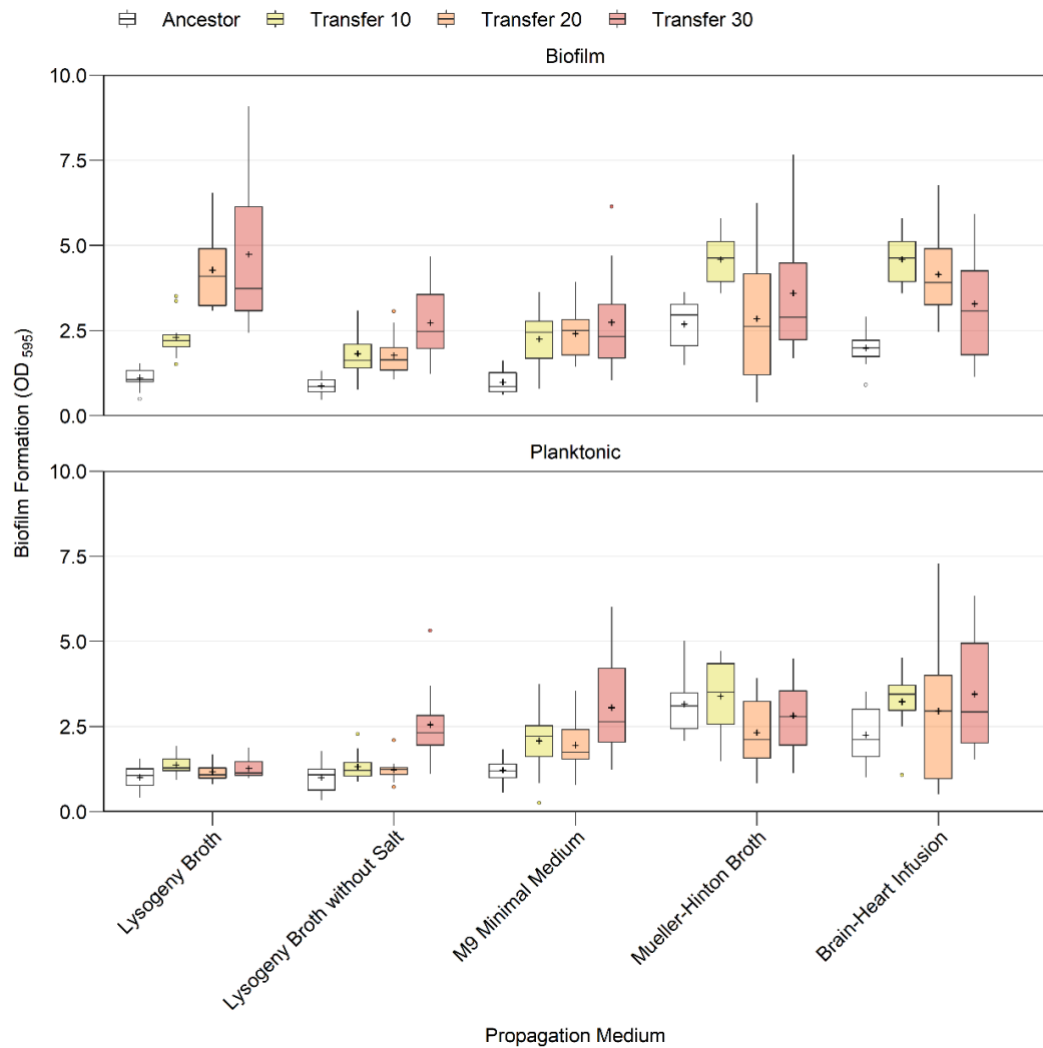 Ancestor Transfer 10 Transfer 20 Transfer 30
Biofilm
10.0
7.5
5.0
2.5
0.0
Planktonic
10.0
7.5
5.0
2.5
0.0
Biofilm Formation (OD 595)
Lysogeny Broth
Lysogeny Broth without Salt
M9 Minimal Medium
Mueller-Hinton Broth
Brain-Heart Infusion
Propagation Medium